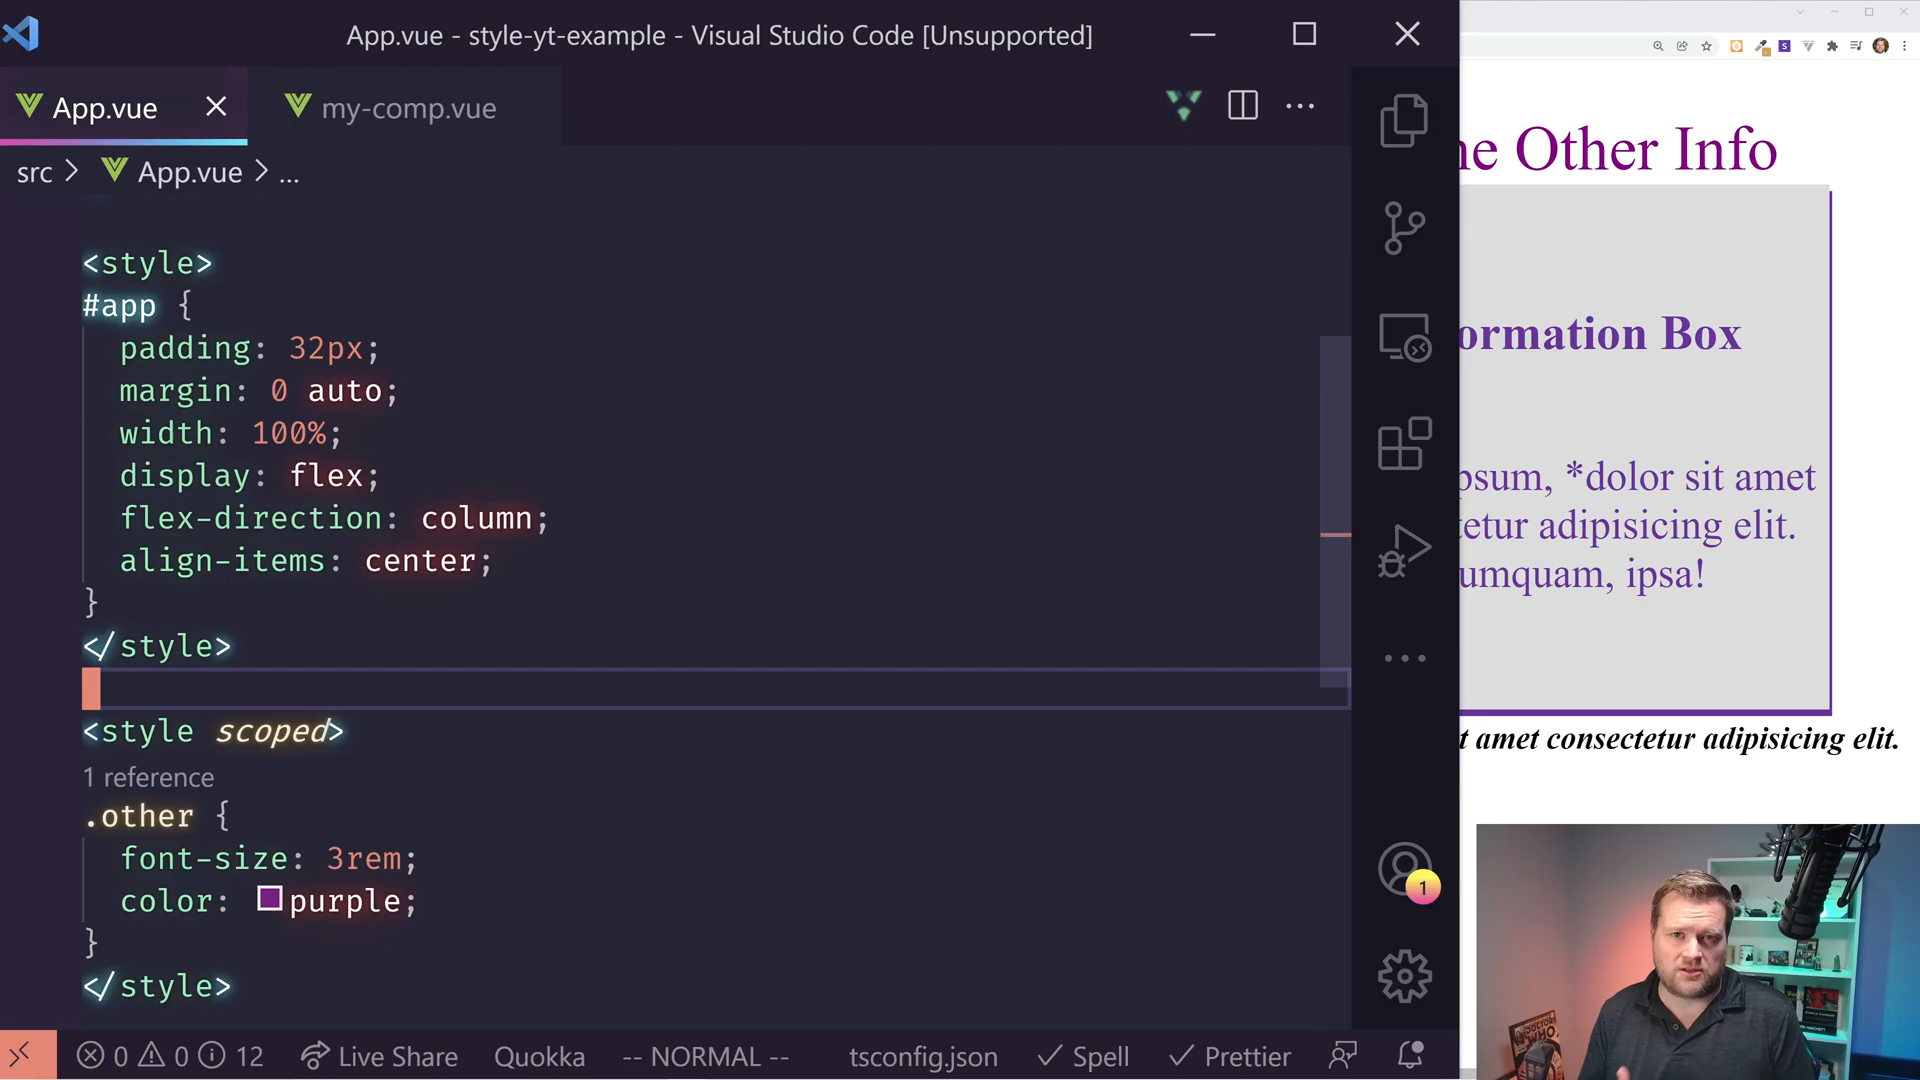 App.vue - style-yt-example - Visual Studio Code [Unsupported]
App.vue
my-comp.vue
src > App.vue > ...
<style>
#app {
padding: 32px;
margin: 0 auto;
width: 100%;
display: flex;
flex-direction: column;
align-items: center;
}
</style>
<style scoped>
1 reference
.other {
font-size: 3rem;
color: purple;
}
</style>
1
0 0 12 Live Share Quokka -- NORMAL -- tsconfig.json Spell Prettier
ne Other Info
ormation Box
psum, *dolor sit amet
tetur adipisicing elit.
umquam, ipsa!
t amet consectetur adipisicing elit.
S
DOCTOR
WHO